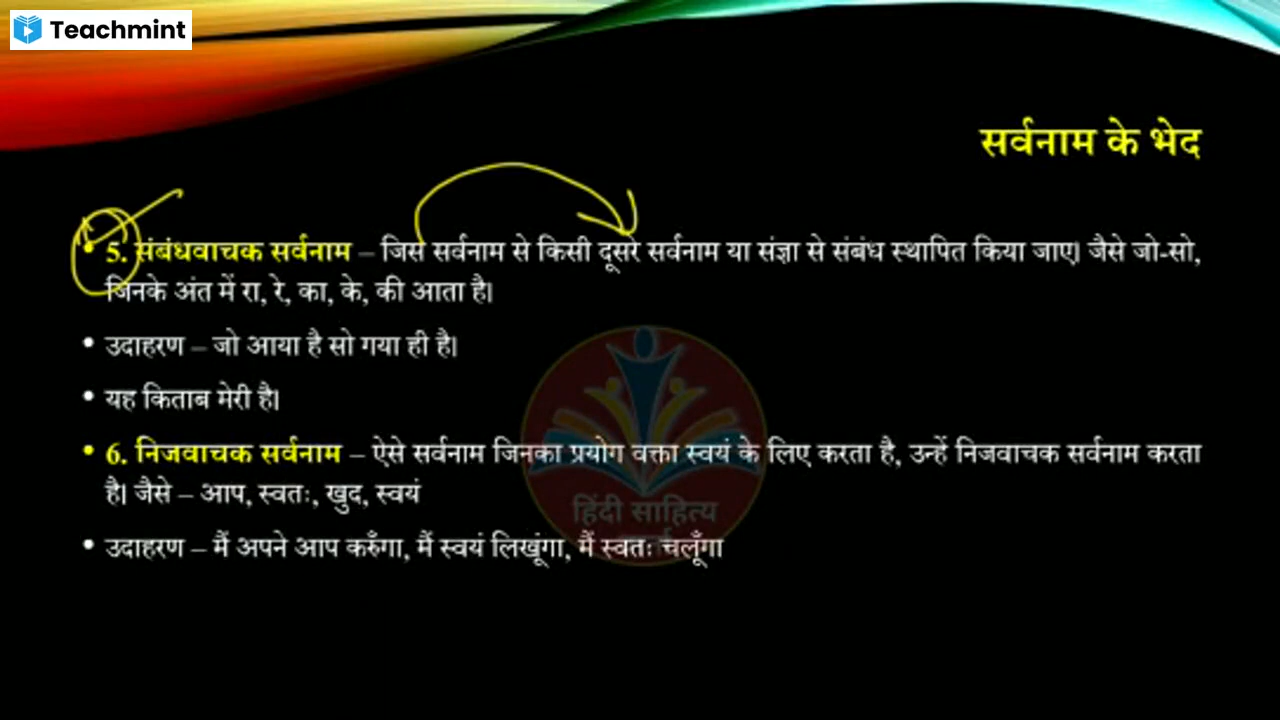 Teachmint
सर्वनाम के भेद
• 5. संबंधवाचक सर्वनाम – जिस सर्वनाम से किसी दूसरे सर्वनाम या संज्ञा से संबंध स्थापित किया जाए। जैसे जो-सो,
जिनके अंत में रा, रे, का, के, की आता है।
• उदाहरण – जो आया है सो गया ही है।
• यह किताब मेरी है।
• 6. निजवाचक सर्वनाम – ऐसे सर्वनाम जिनका प्रयोग वक्ता स्वयं के लिए करता है, उन्हें निजवाचक सर्वनाम करता
है। जैसे – आप, स्वतः, खुद, स्वयं
हिंदी साहित्य
• उदाहरण – मैं अपने आप करुँगा, मैं स्वयं लिखूंगा, मैं स्वतः चलूँगा